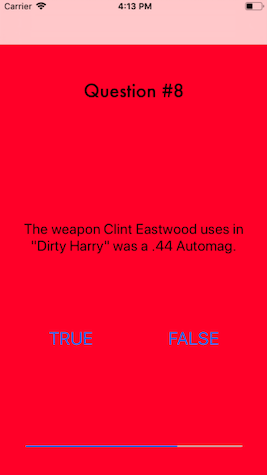 Carrier 4:13 PM
Question #8
The weapon Clint Eastwood uses in
"Dirty Harry" was a .44 Automag.
TRUE FALSE